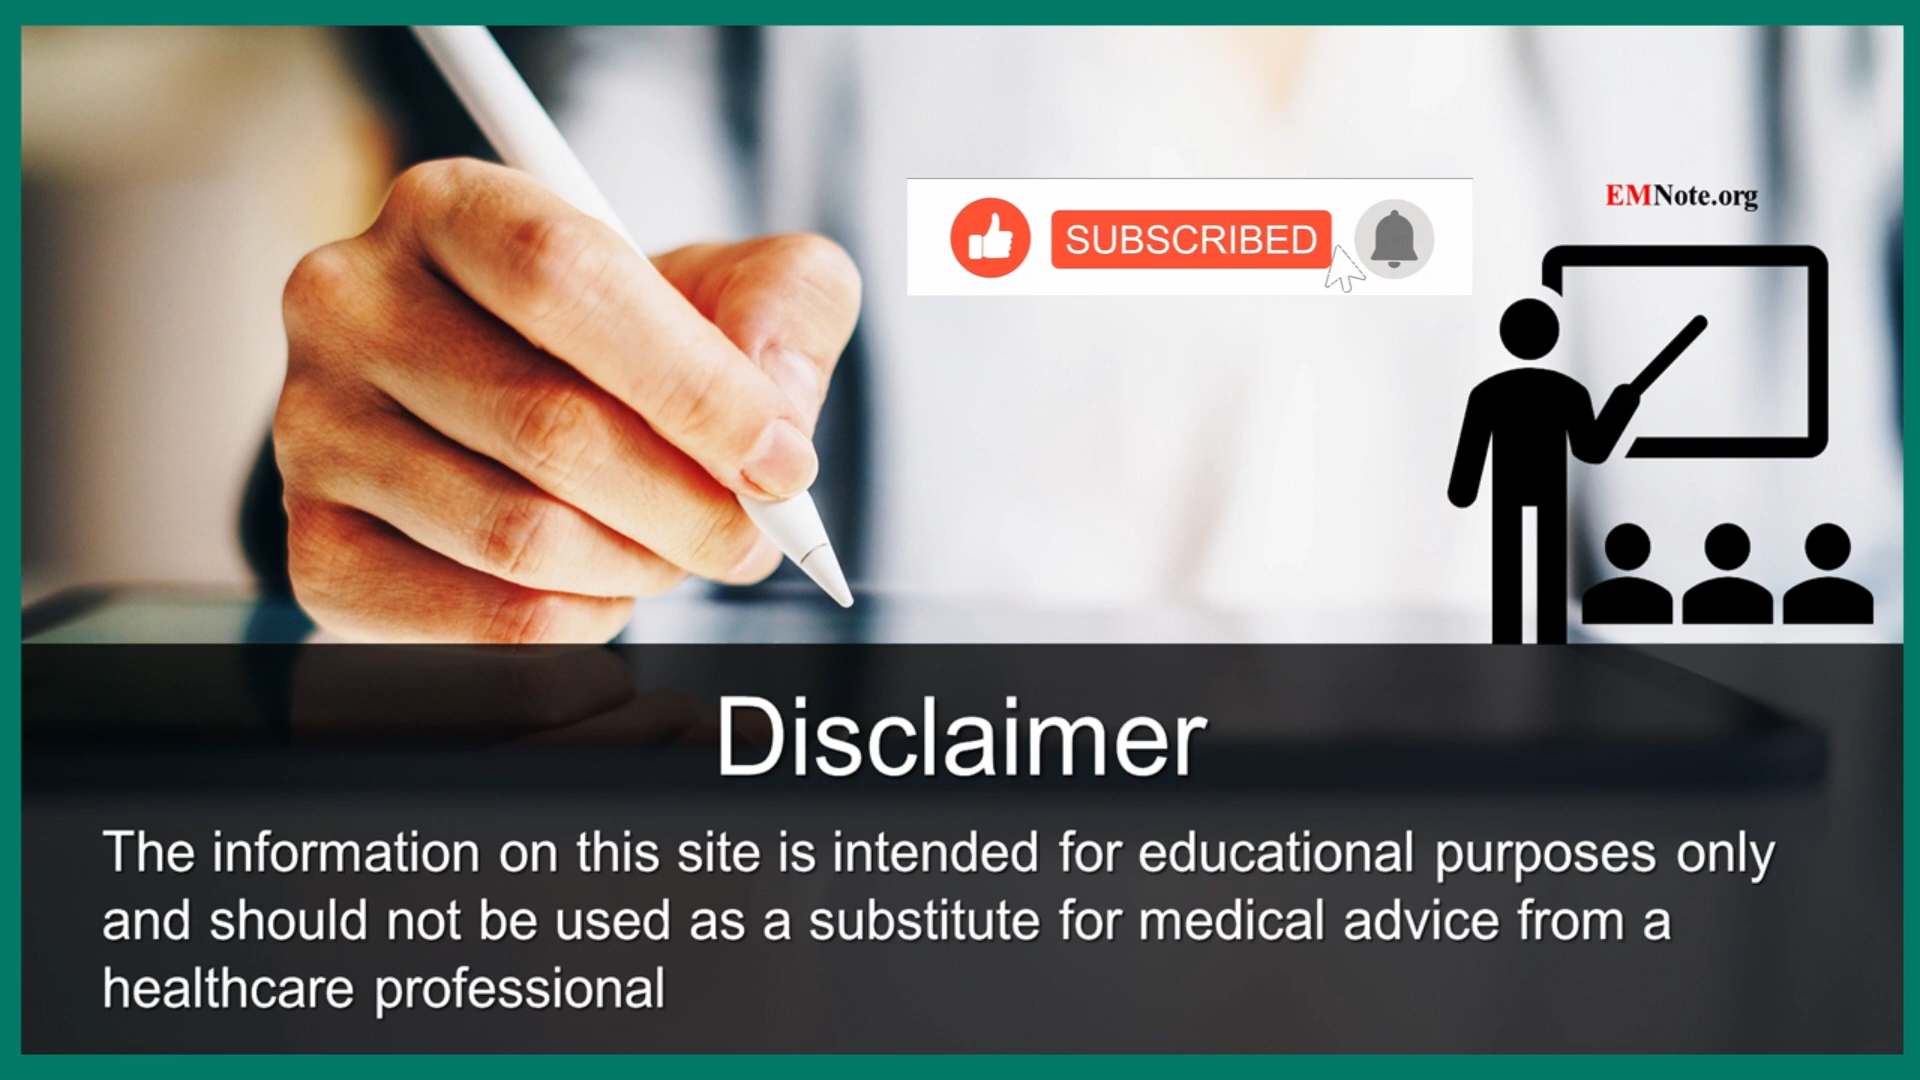 EMNote.org
SUBSCRIBED
Disclaimer
The information on this site is intended for educational purposes only
and should not be used as a substitute for medical advice from a
healthcare professional